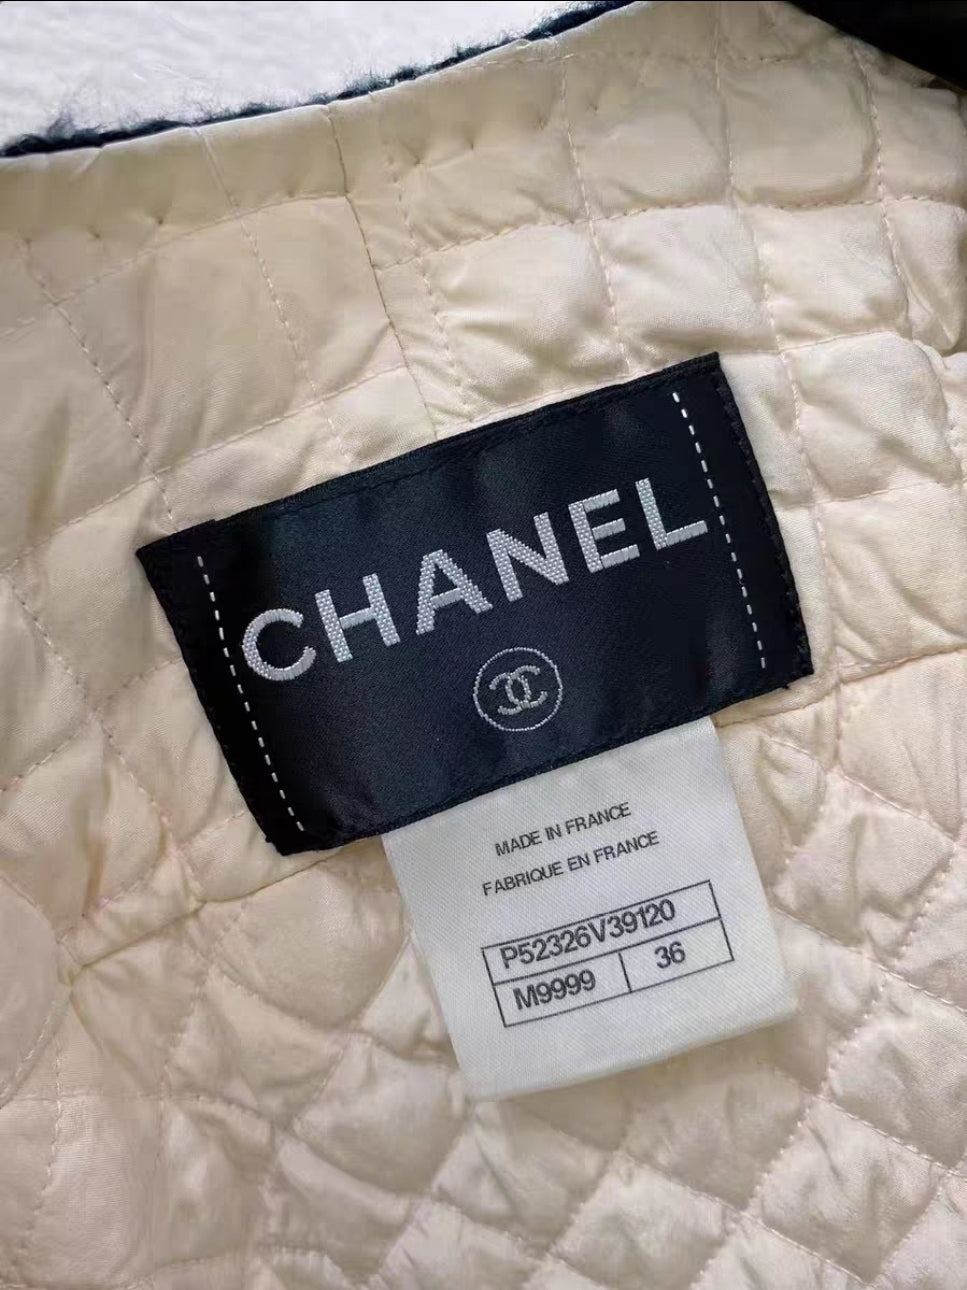 CHANEL
MADE IN FRANCE
FABRIQUE EN FRANCE
P52326V39120
M9999 36